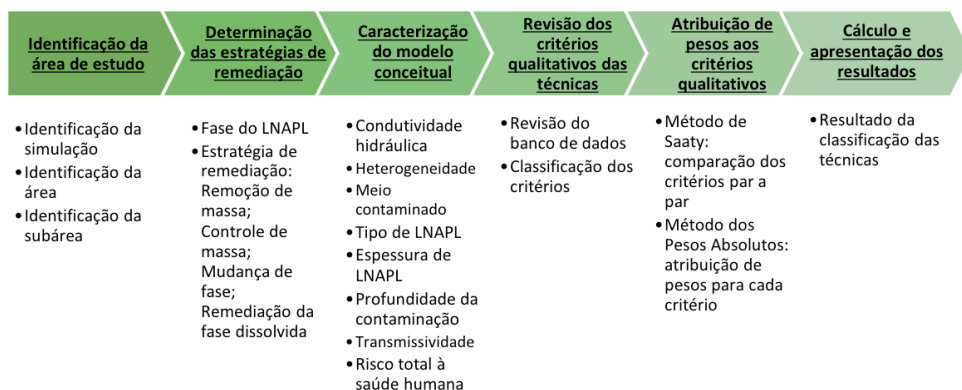 Identificação da
área de estudo
• Identificação da
simulação
• Identificação da
área
• Identificação da
subárea
Determinação
das estratégias de
remediação
• Fase do LNAPL
• Estratégia de
remediação:
Remoção de
massa;
Controle de
massa;
Mudança de
fase;
Remediação da
fase dissolvida
Caracterização
do modelo
conceitual
• Condutividade
hidráulica
• Heterogeneidade
• Meio
contaminado
• Tipo de LNAPL
• Espessura de
LNAPL
• Profundidade da
contaminação
• Transmissividade
• Risco total à
saúde humana
Revisão dos
critérios
qualitativos das
técnicas
• Revisão do
banco de dados
• Classificação dos
critérios
Atribuição de
pesos aos
critérios
qualitativos
• Método de
Saaty:
comparação dos
critérios par a
par
• Método dos
Pesos Absolutos:
atribuição de
pesos para cada
critério
Cálculo e
apresentação dos
resultados
• Resultado da
classificação das
técnicas